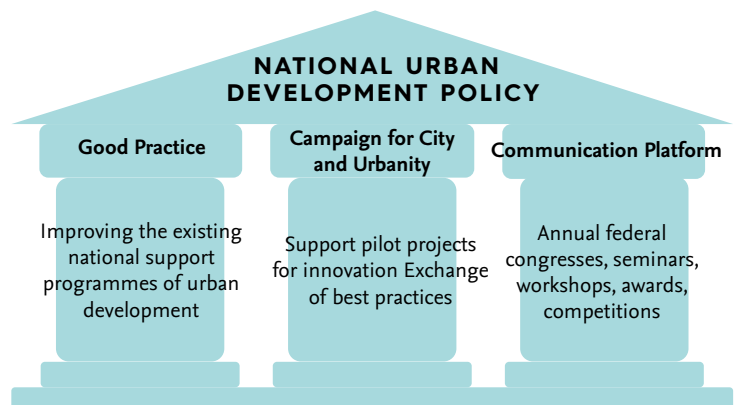 NATIONAL URBAN
DEVELOPMENT POLICY
Good Practice
Improving the existing
national support
programmes of urban
development
Campaign for City
and Urbanity
Support pilot projects
for innovation Exchange
of best practices
Communication Platform
Annual federal
congresses, seminars,
workshops, awards,
competitions